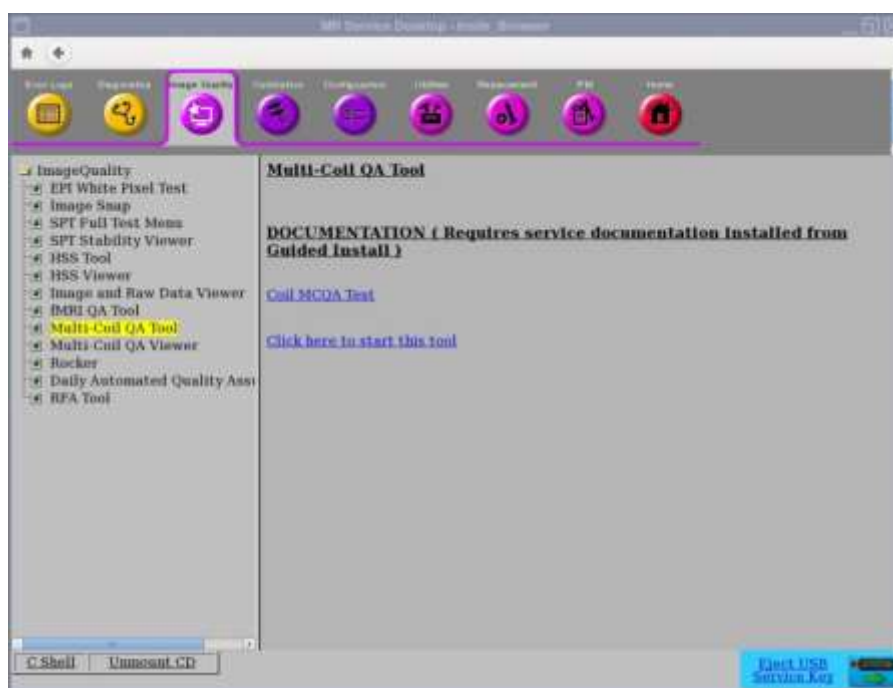 MR Service Desktop - mode: Browser
Error Logs Diagnostics Image Quality Calibration Configuration Utilities Replacement PM Home
ImageQuality
EPI White Pixel Test
Image Snap
SPT Full Test Menu
SPT Stability Viewer
HSS Tool
HSS Viewer
Image and Raw Data Viewer
fMRI QA Tool
Multi-Coil QA Tool
Multi-Coil QA Viewer
Rocker
Daily Automated Quality Assu
RFA Tool
Multi-Coil QA Tool
DOCUMENTATION ( Requires service documentation installed from
Guided Install )
Coil MCQA Test
Click here to start this tool
C Shell Unmount CD
Eject USB
Service Key